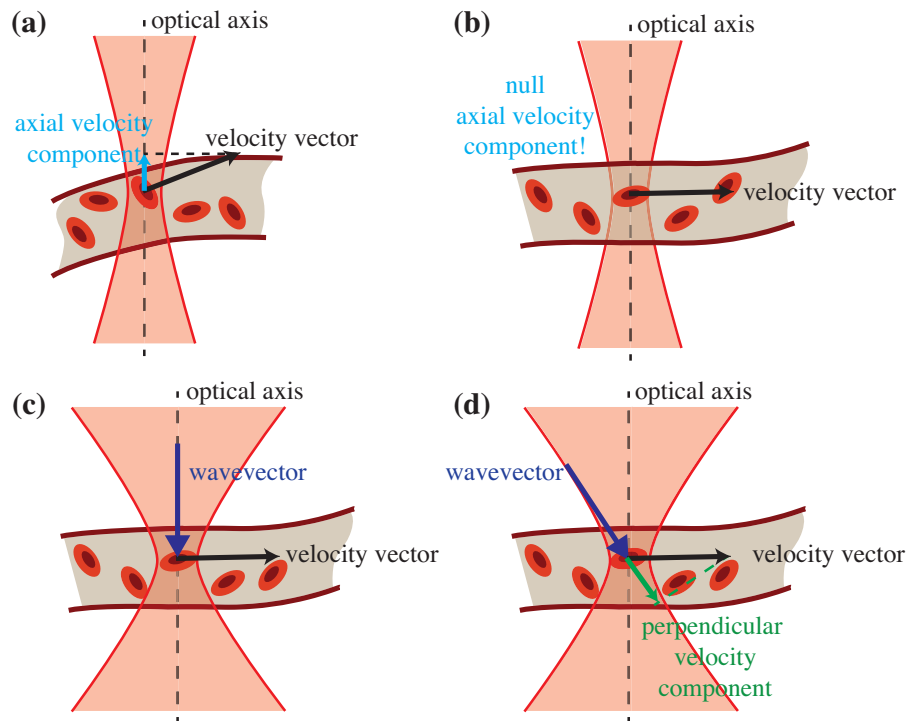 (a)
optical axis
axial velocity
component
velocity vector
(b)
optical axis
null
axial velocity
component!
velocity vector
(c)
optical axis
wavevector
velocity vector
(d)
optical axis
wavevector
velocity vector
perpendicular
velocity
component